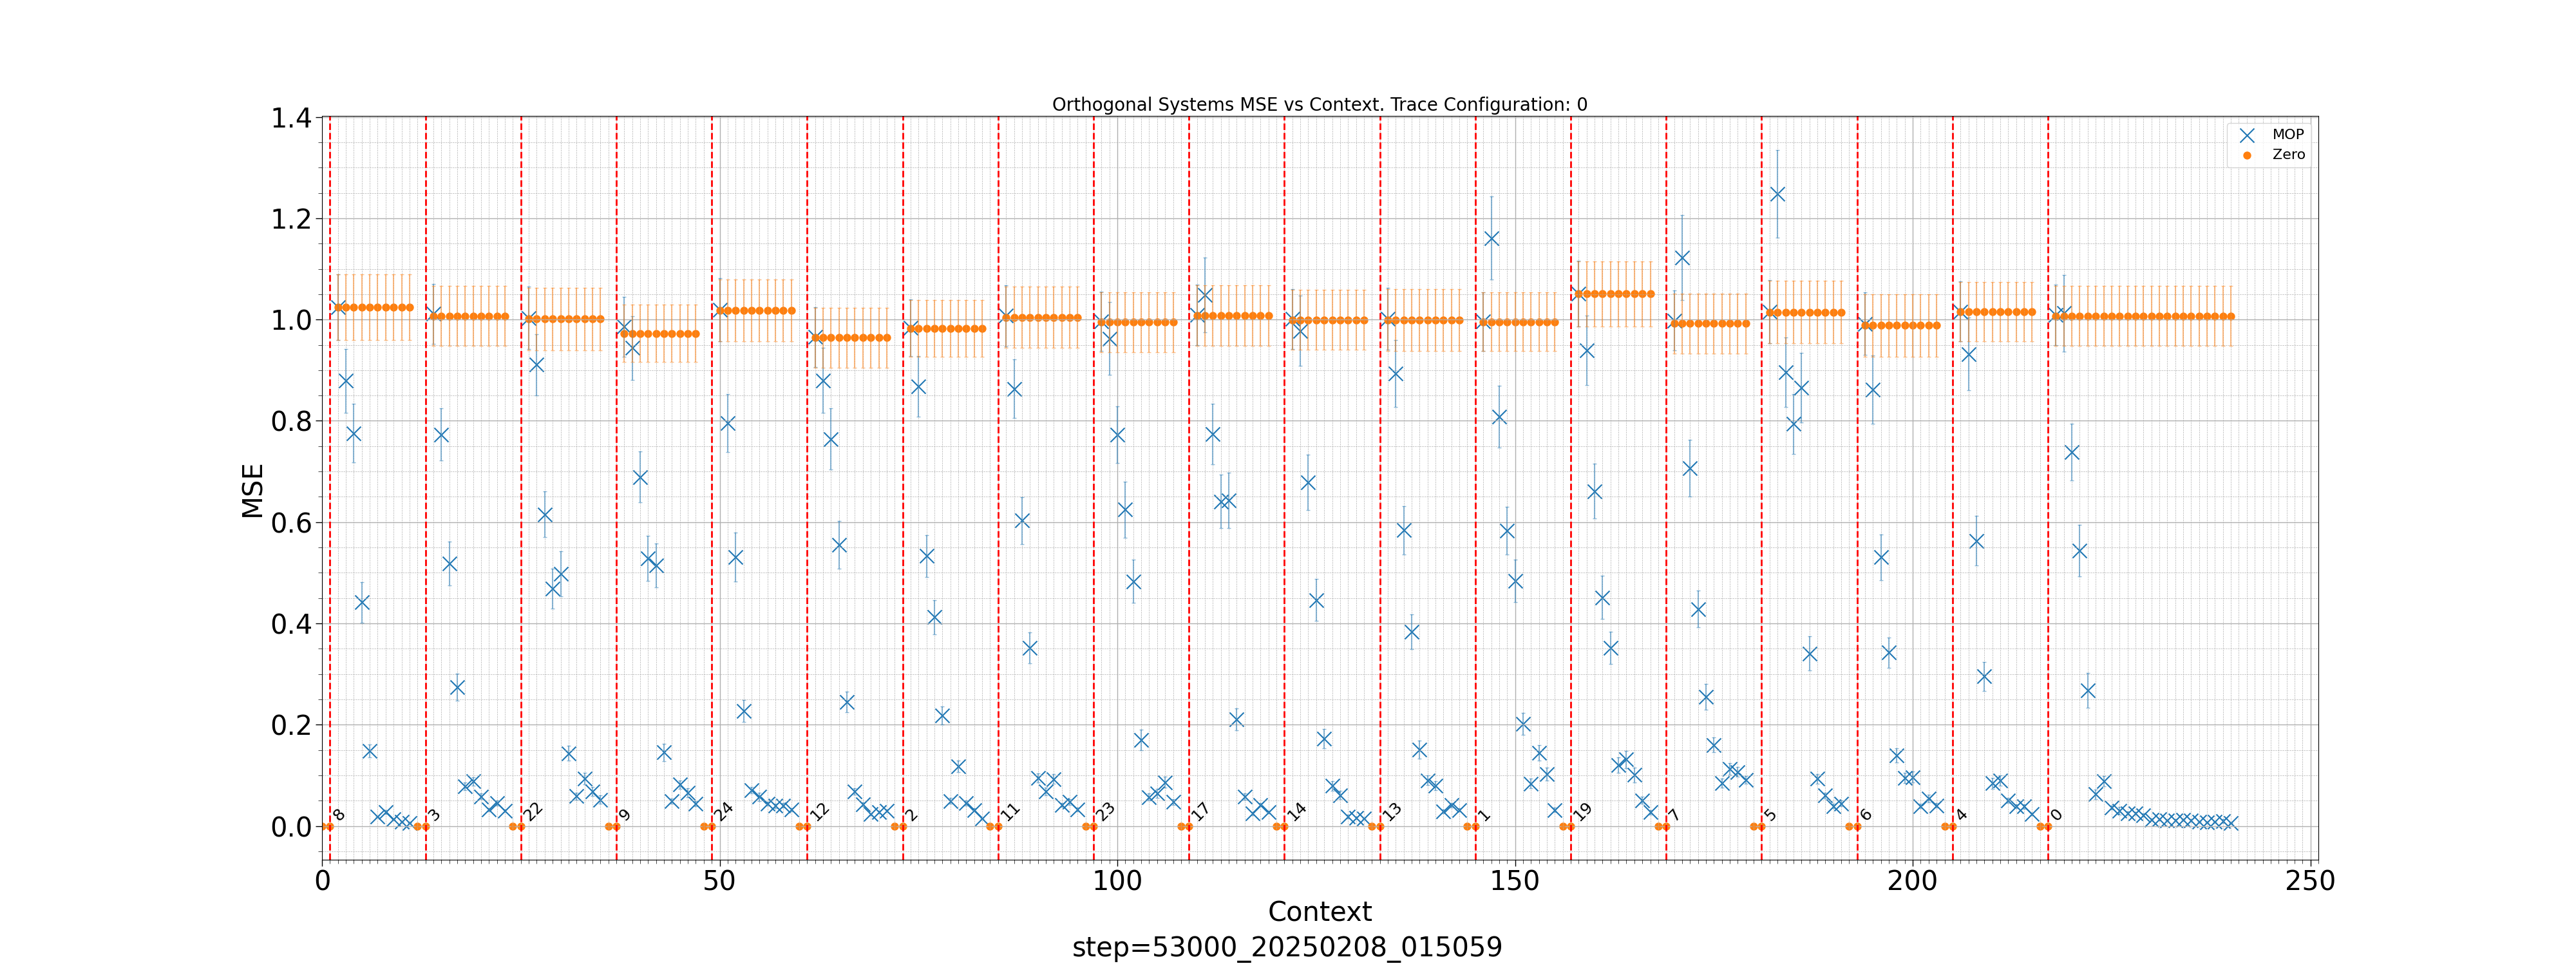 Orthogonal Systems MSE vs Context. Trace Configuration: 0
MOP
Zero
MSE
1.4
1.2
1.0
0.8
0.6
0.4
0.2
0.0
8 3 22 9 24 12 2 11 23 17 14 13 1 19 7 5 6 4 0
0 50 100 150 200 250
Context
step=53000_20250208_015059